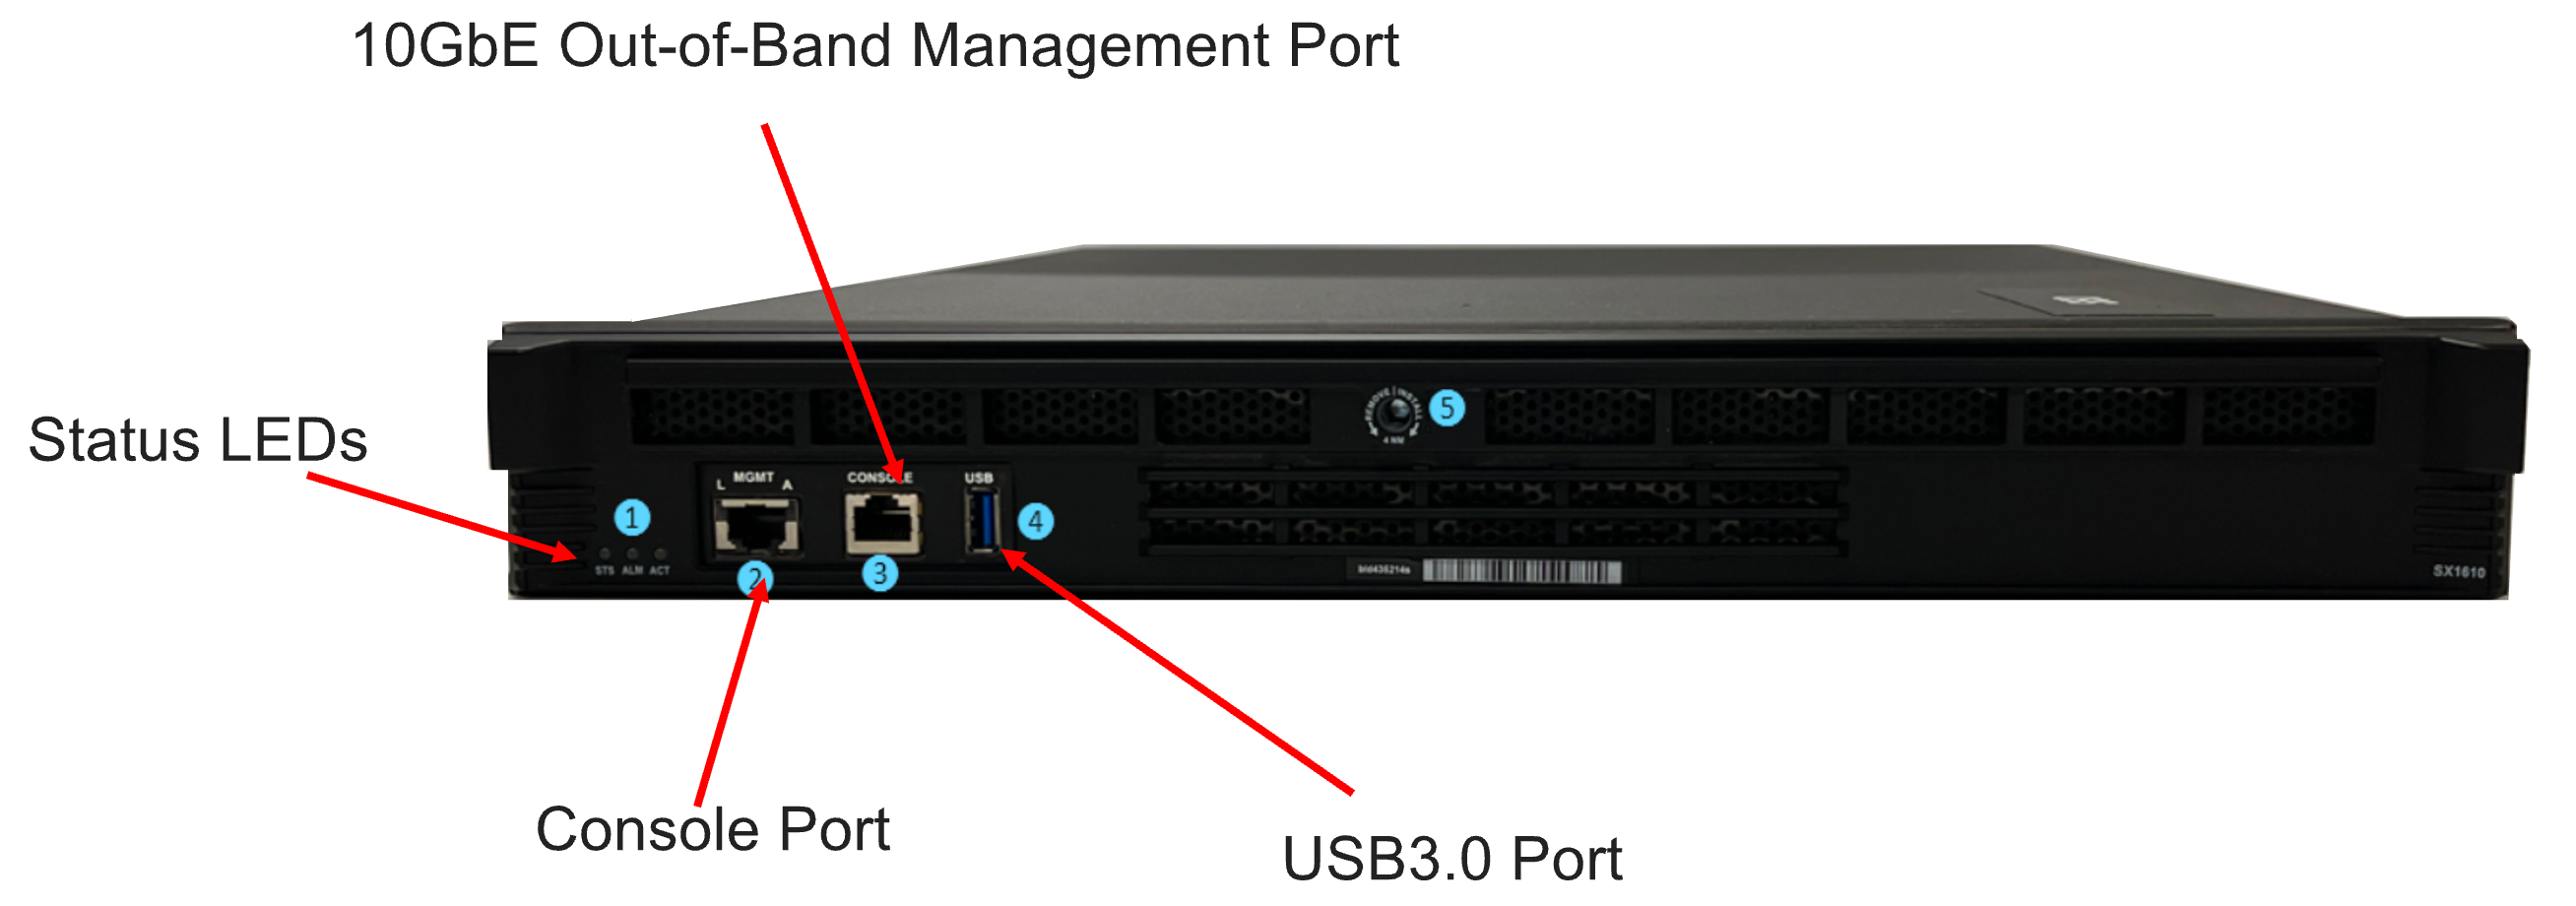 10GbE Out-of-Band Management Port
REMOVE | INSTALL
5
4 NM
Status LEDs
L MGMT A
CONSOLE
USB
1
4
STS ALM ACT
2
3
bld435214s
SX1610
Console Port
USB3.0 Port